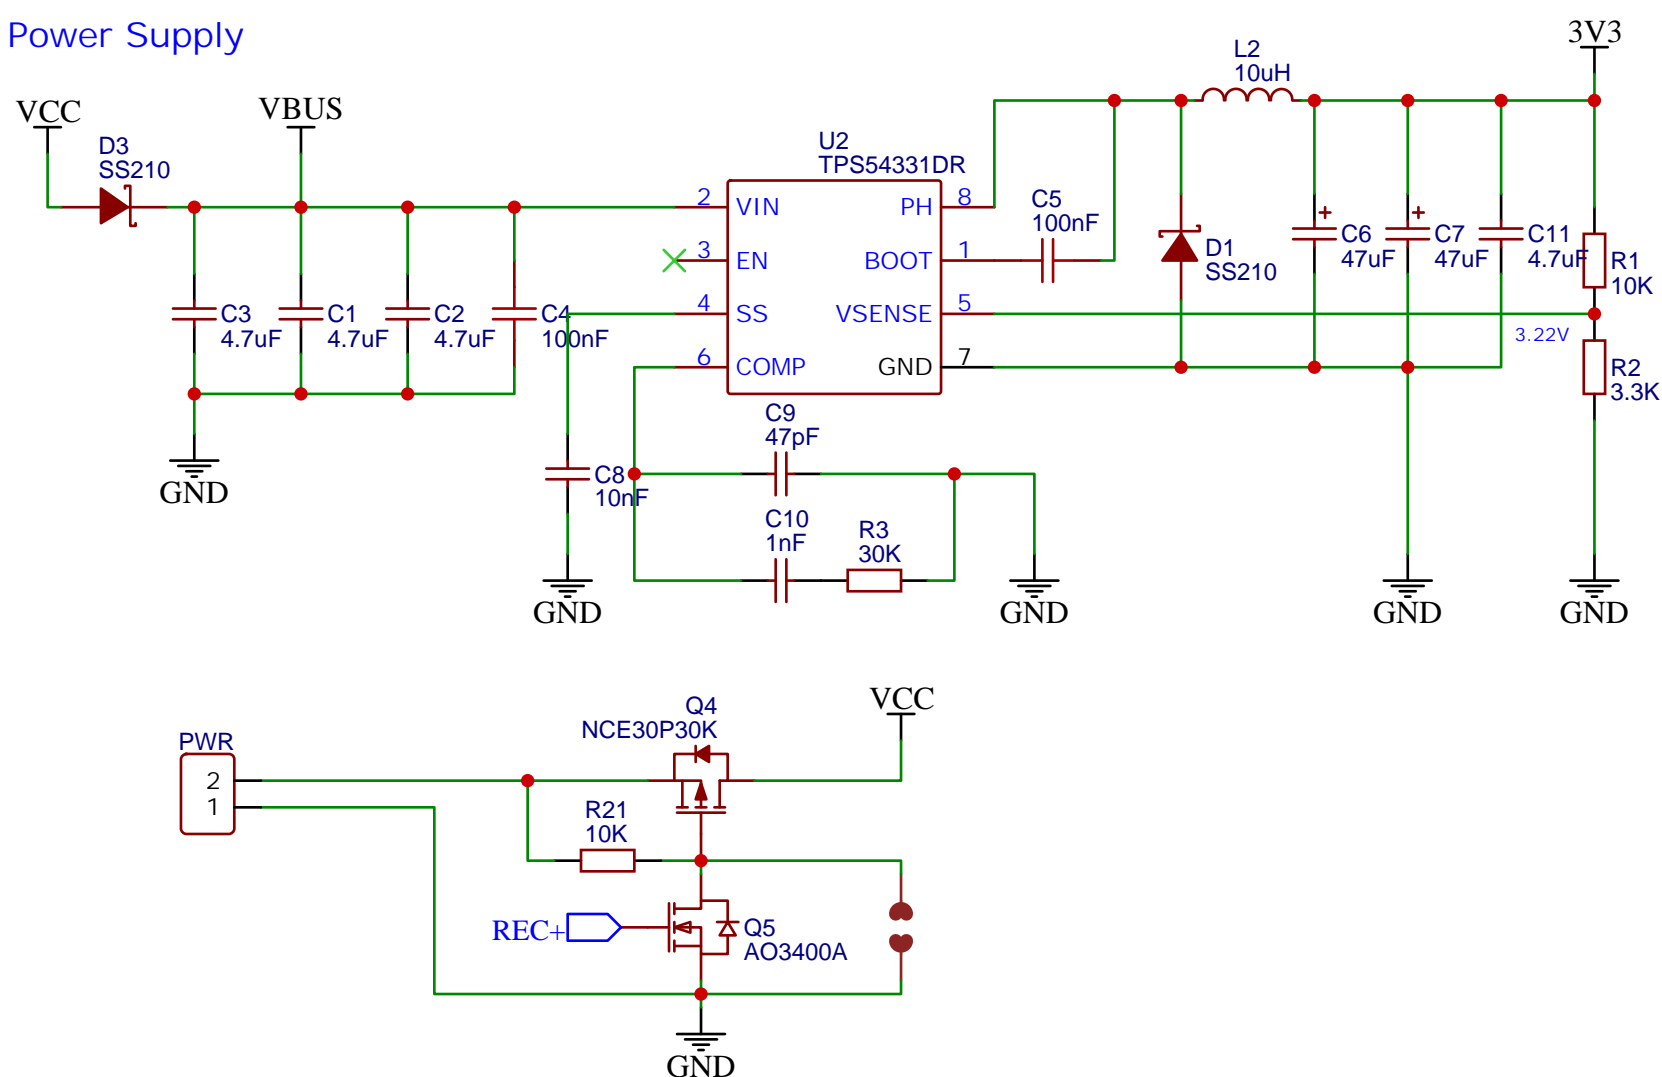 Power Supply
3V3
L2
10uH
VCC
VBUS
D3
SS210
U2
TPS54331DR
2
VIN
PH
8
C5
100nF
3
EN
BOOT
1
D1
SS210
C6
47uF
C7
47uF
C11
4.7uF
R1
10K
4
SS
VSENSE
5
3.22V
C3
4.7uF
C1
4.7uF
C2
4.7uF
C4
100nF
6
COMP
GND
7
R2
3.3K
C9
47pF
C8
10nF
C10
1nF
R3
30K
GND
GND
GND
GND
GND
Q4
NCE30P30K
VCC
PWR
2
1
R21
10K
REC+
Q5
AO3400A
GND